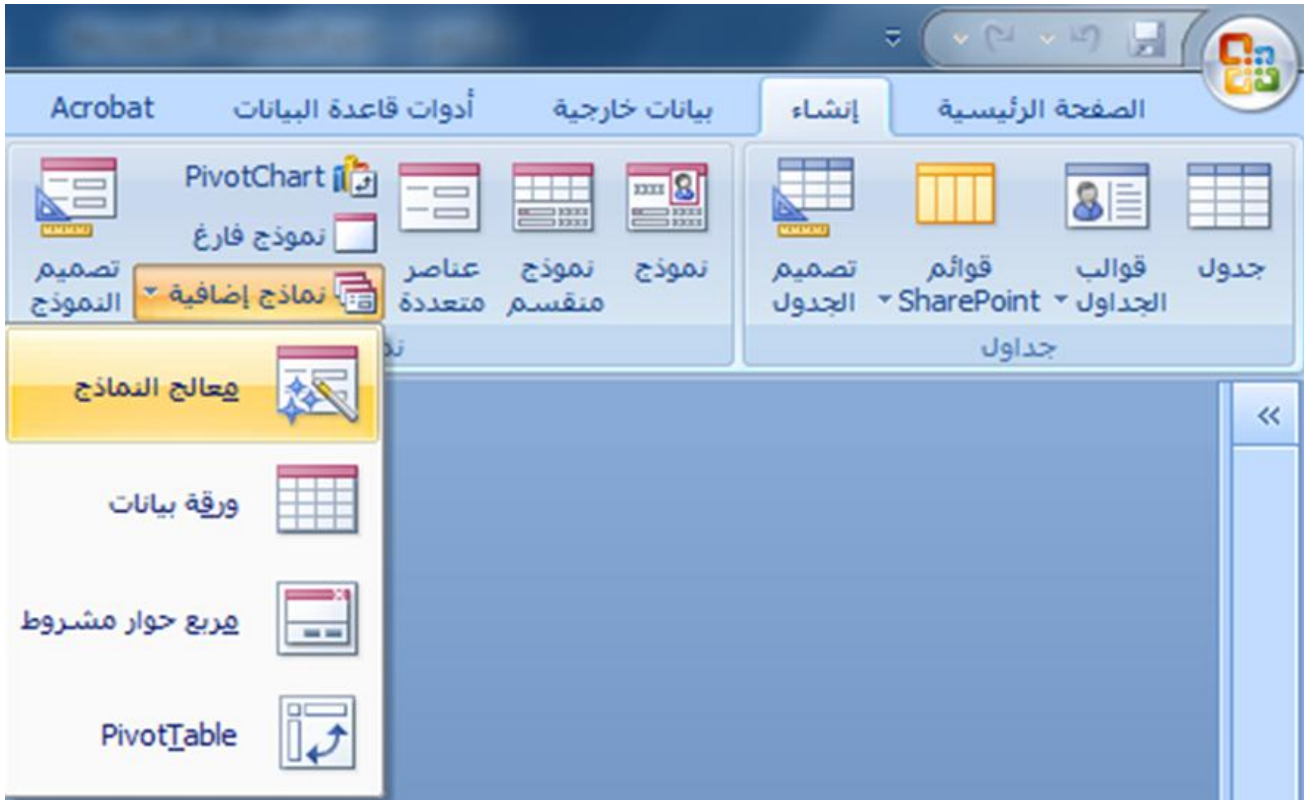 الصفحة الرئيسية
إنشاء
بيانات خارجية
أدوات قاعدة البيانات
Acrobat
جدول
قوالب
الجداول
قوائم
SharePoint
تصميم
الجدول
جداول
نموذج
نموذج
منقسم
عناصر
متعددة
PivotChart
نموذج فارغ
نماذج إضافية
تصميم
النموذج
معالج النماذج
ورقة بيانات
مربع حوار مشروط
PivotTable